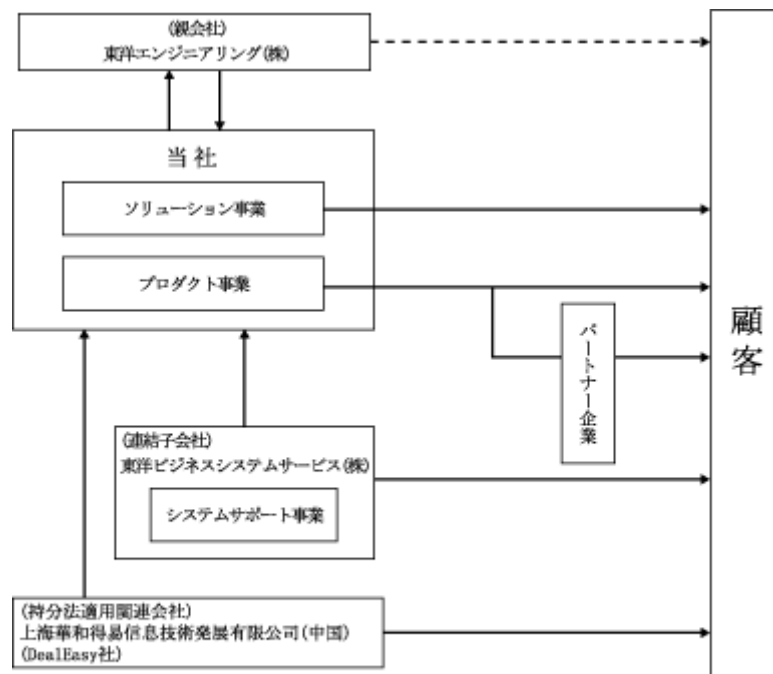 (親会社)
東洋エンジニアリング(株)
当社
ソリューション事業
プロダクト事業
パートナー企業
顧客
(連結子会社)
東洋ビジネスシステムサービス(株)
システムサポート事業
(持分法適用関連会社)
上海華和得易信息技術発展有限公司(中国)
(DealEasy社)